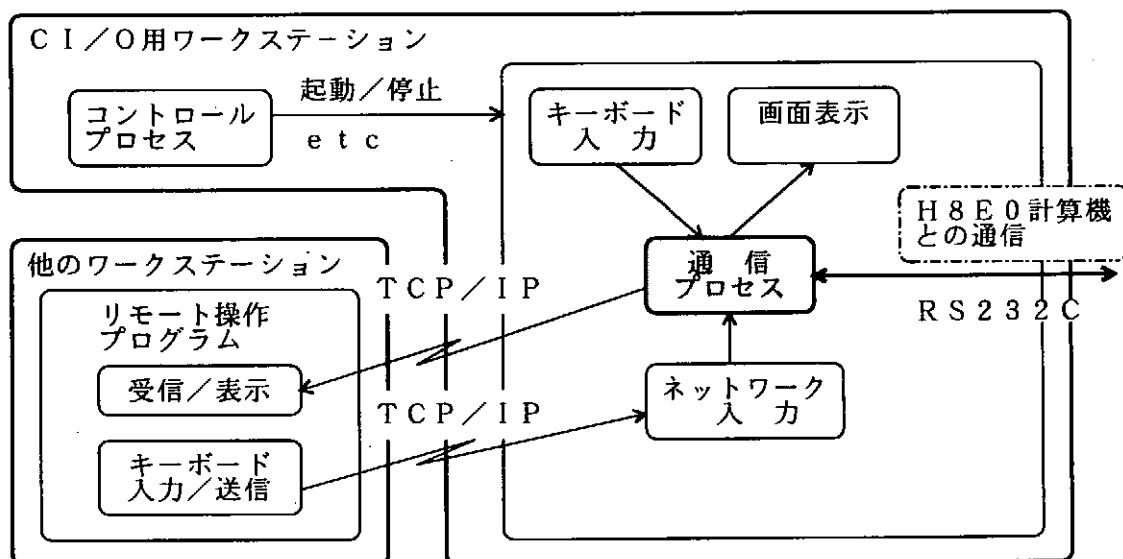 CI/O用ワークステーション
コントロール
プロセス
起動/停止
etc
キーボード
入 力
画面表示
H8E0計算機
との通信
通 信
プロセス
RS232C
他のワークステーション
リモート操作
プログラム
TCP/IP
受信/表示
TCP/IP
ネットワーク
入 力
キーボード
入力/送信